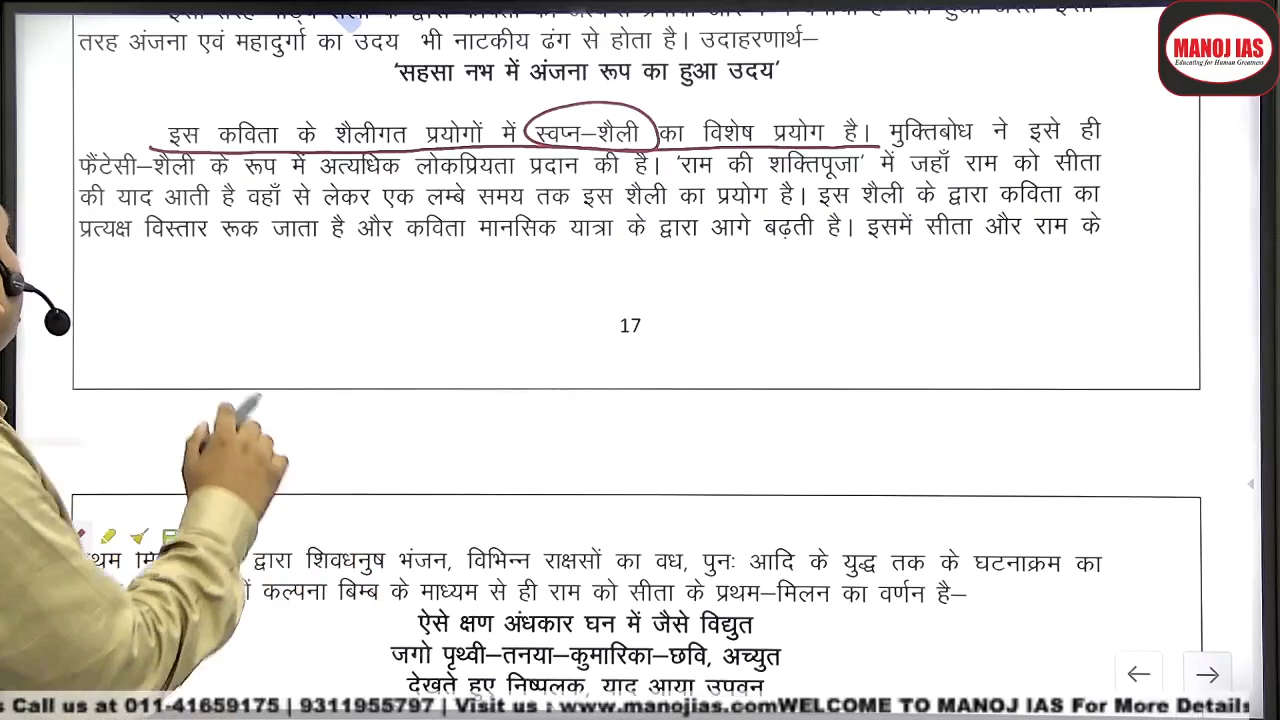 तरह अंजना एवं महादुर्गा का उदय भी नाटकीय ढंग से होता है। उदाहरणार्थ–
‘सहसा नभ में अंजना रूप का हुआ उदय’
इस कविता के शैलीगत प्रयोगों में स्वप्न–शैली का विशेष प्रयोग है। मुक्तिबोध ने इसे ही
फैंटेसी–शैली के रूप में अत्यधिक लोकप्रियता प्रदान की है। ‘राम की शक्तिपूजा’ में जहाँ राम को सीता
की याद आती है वहाँ से लेकर एक लम्बे समय तक इस शैली का प्रयोग है। इस शैली के द्वारा कविता का
प्रत्यक्ष विस्तार रूक जाता है और कविता मानसिक यात्रा के द्वारा आगे बढ़ती है। इसमें सीता और राम के
17
द्वारा शिवधनुष भंजन, विभिन्न राक्षसों का वध, पुनः आदि के युद्ध तक के घटनाक्रम का
कल्पना बिम्ब के माध्यम से ही राम को सीता के प्रथम–मिलन का वर्णन है–
ऐसे क्षण अंधकार घन में जैसे विद्युत
जगो पृथ्वी–तनया–कुमारिका–छवि, अच्युत
देखते हुए निष्पलक, याद आया उपवन
MANOJ IAS
Educating for Human Greatness
Call us at 011-41659175 | 9311955797 | Visit us : www.manojias.comWELCOME TO MANOJ IAS For More Details